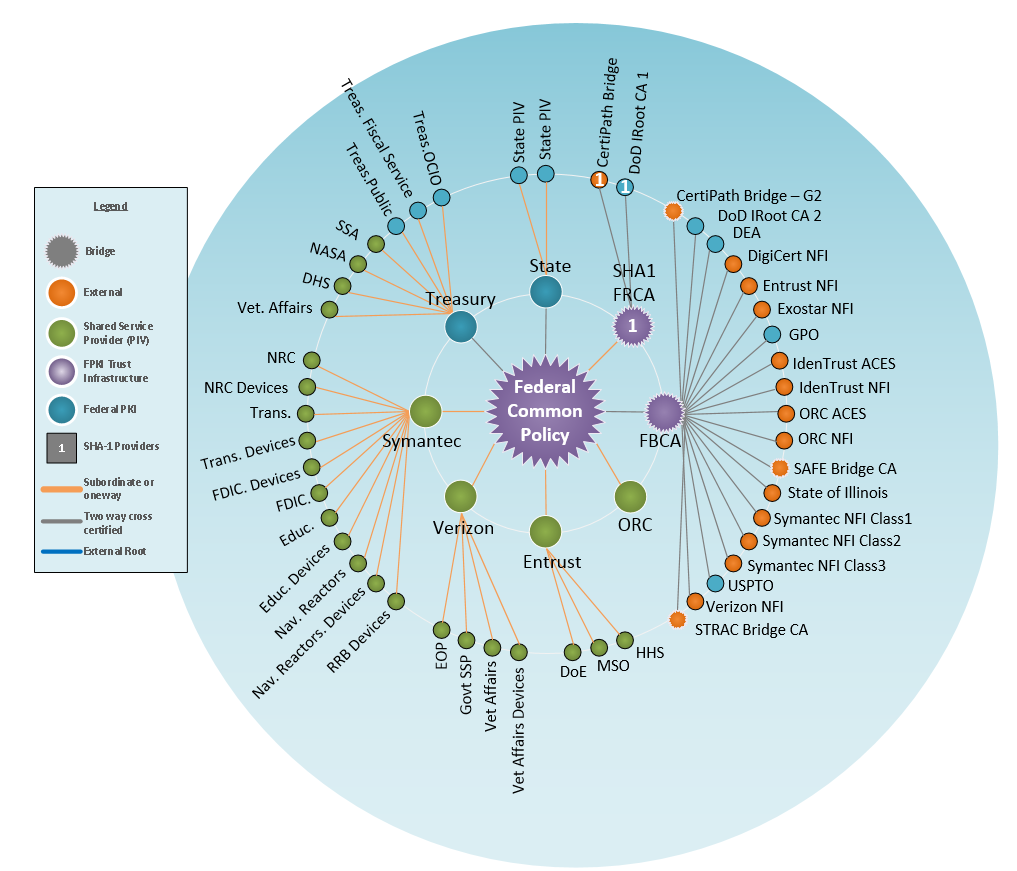 Legend
Bridge
External
Shared Service
Provider (PIV)
FPKI Trust
Infrastructure
Federal PKI
1
SHA-1 Providers
Subordinate or
oneway
Two way cross
certified
External Root
Federal
Common
Policy
State
SHA1
FRCA
1
FBCA
ORC
Entrust
Verizon
Symantec
Treasury
State PIV
State PIV
CertiPath Bridge
1
DoD IRoot CA 1
1
CertiPath Bridge – G2
DoD IRoot CA 2
DEA
DigiCert NFI
Entrust NFI
Exostar NFI
GPO
IdenTrust ACES
IdenTrust NFI
ORC ACES
ORC NFI
SAFE Bridge CA
State of Illinois
Symantec NFI Class1
Symantec NFI Class2
Symantec NFI Class3
USPTO
Verizon NFI
STRAC Bridge CA
HHS
MSO
DoE
Vet Affairs Devices
Vet Affairs
Govt SSP
EOP
RRB Devices
Nav. Reactors. Devices
Nav. Reactors
Educ. Devices
Educ.
FDIC.
FDIC. Devices
Trans. Devices
Trans.
NRC Devices
NRC
Vet. Affairs
DHS
NASA
SSA
Treas.Public
Treas. Fiscal Service
Treas.OCIO